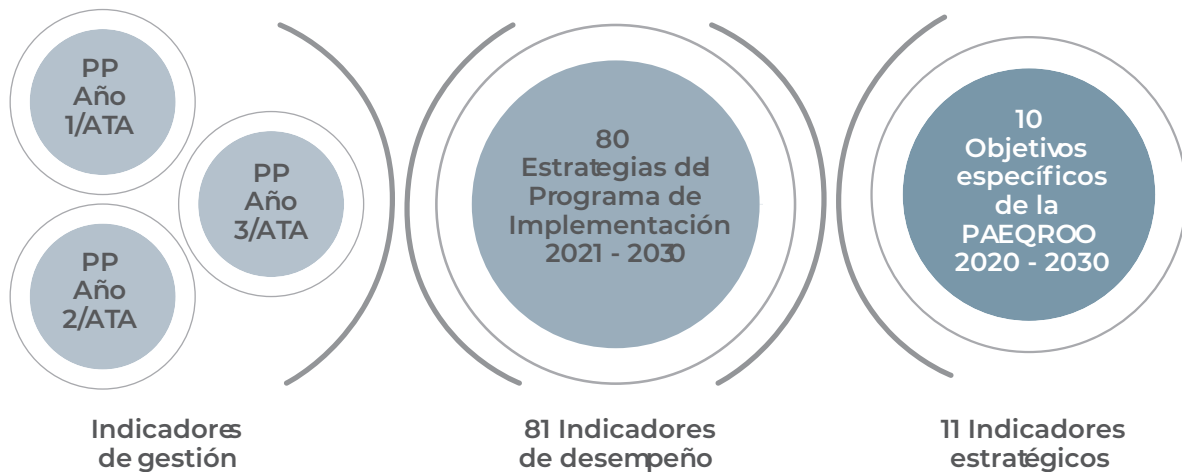 PP
Año
1/ATA
PP
Año
2/ATA
PP
Año
3/ATA
80
Estrategias del
Programa de
Implementación
2021 - 2030
10
Objetivos
específicos
de la
PAEQROO
2020 - 2030
Indicadores
de gestión
81 Indicadores
de desempeño
11 Indicadores
estratégicos